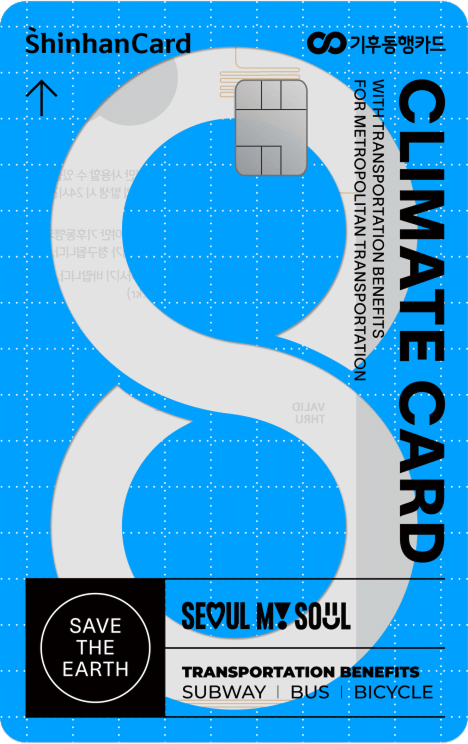 ShinhanCard
기후동행카드
CLIMATE CARD
WITH TRANSPORTATION BENEFITS
FOR METROPOLITAN TRANSPORTATION
VALID
THRU
SAVE
THE
EARTH
SEOUL MY SOUL
TRANSPORTATION BENEFITS
SUBWAY | BUS | BICYCLE